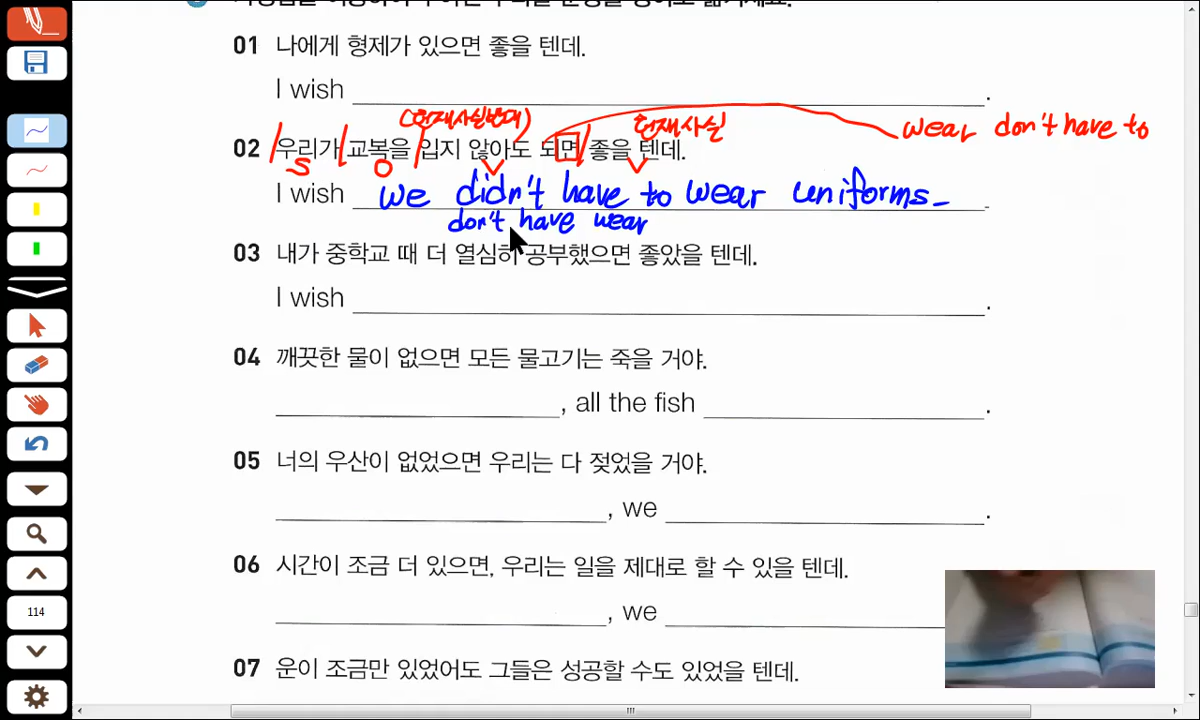 01 나에게 형제가 있으면 좋을 텐데.
I wish .
(현재사실반대) 현재사실 wear don't have to
02 우리가 교복을 입지 않아도 되면 좋을 텐데.
S O
I wish we didn't have to wear uniforms.
don't have wear
03 내가 중학교 때 더 열심히 공부했으면 좋았을 텐데.
I wish .
04 깨끗한 물이 없으면 모든 물고기는 죽을 거야.
, all the fish .
05 너의 우산이 없었으면 우리는 다 젖었을 거야.
, we .
06 시간이 조금 더 있으면, 우리는 일을 제대로 할 수 있을 텐데.
, we
07 운이 조금만 있었어도 그들은 성공할 수도 있었을 텐데.
114